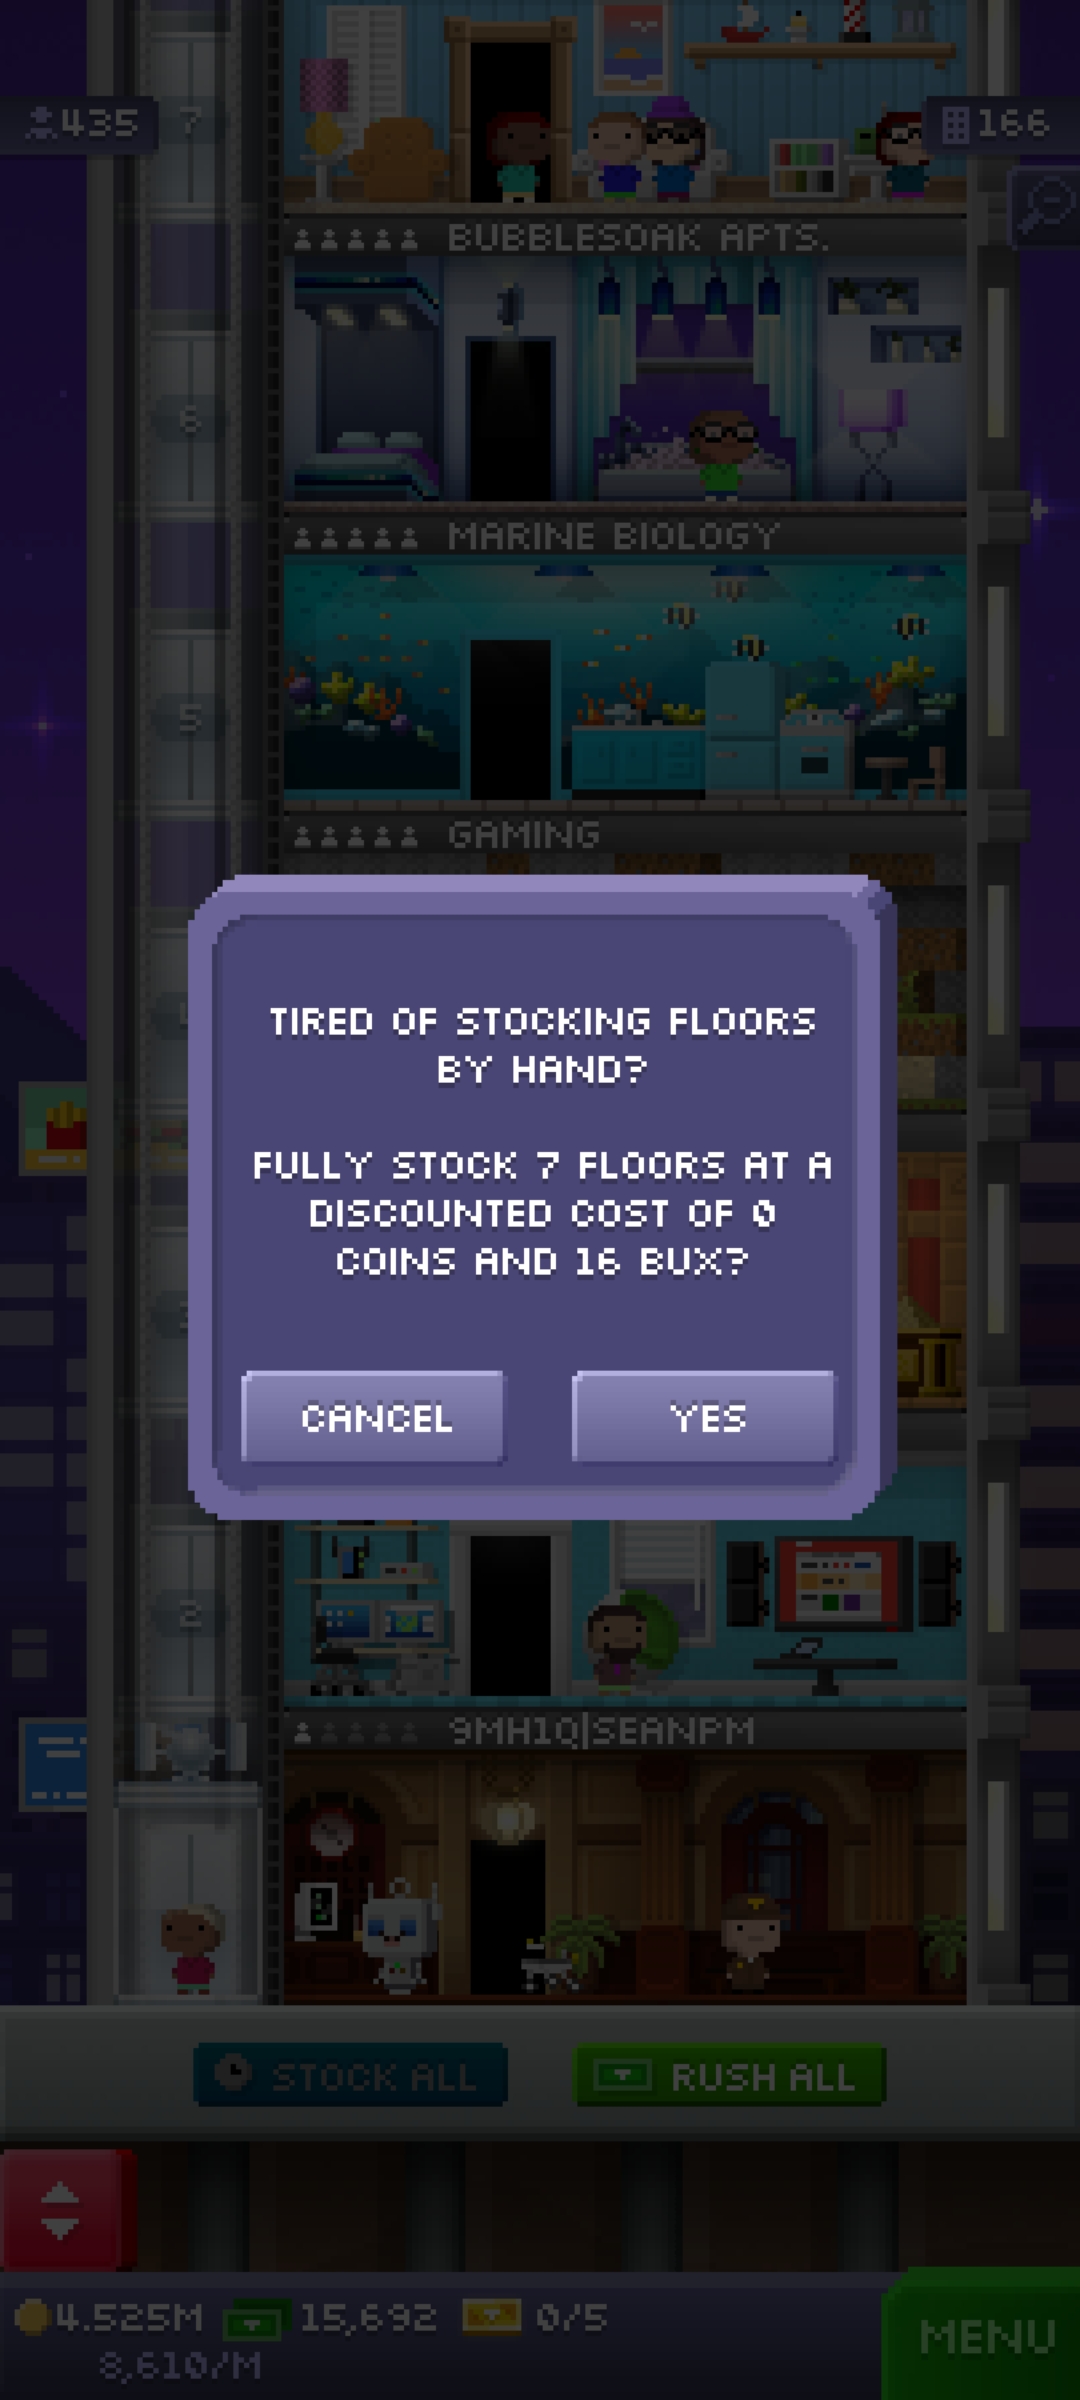 7
435
166
BUBBLESOAK APTS.
6
MARINE BIOLOGY
5
GAMING
TIRED OF STOCKING FLOORS
BY HAND?
FULLY STOCK 7 FLOORS AT A
DISCOUNTED COST OF 0
COINS AND 16 BUX?
CANCEL
YES
2
9MH1Q|SEANPM
STOCK ALL
RUSH ALL
4.525M
15,692
0/5
8,610/M
MENU